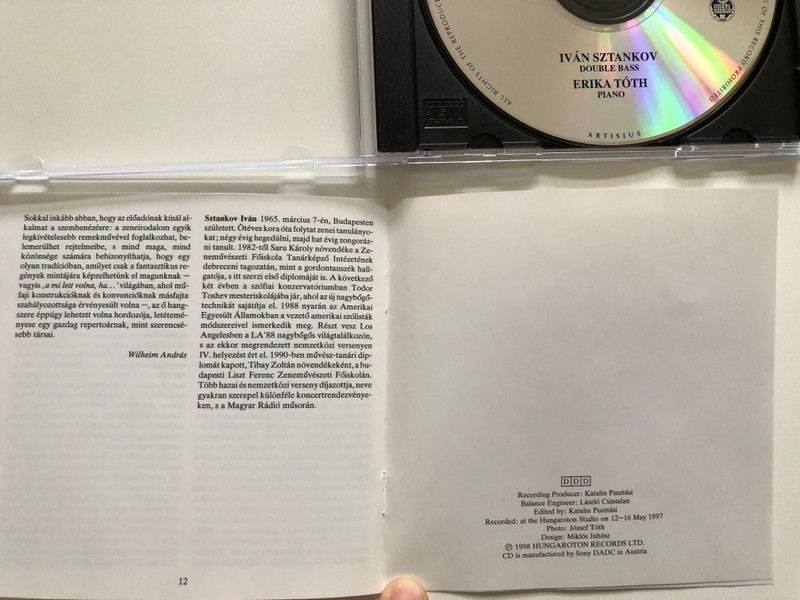 ALL RIGHTS OF THE REPRODUCE
NG OF THIS RECORD PROHIBITED
BIEM
IVÁN SZTANKOV
DOUBLE BASS
ERIKA TÓTH
PIANO
ARTISJUS
Sokkal inkább abban, hogy az előadónak kínál al-
kalmat a szembenézésre: a zeneirodalom egyik
legkivételesebb remekművével foglalkozhat, be-
lemerülhet rejtelmeibe, s mind maga, mind
közönsége számára bebizonyíthatja, hogy egy
olyan tradícióban, amilyet csak a fantasztikus re-
gények mintájára képzelhetünk el magunknak —
vagyis ‚a mi lett volna, ha…’ világában, ahol mű-
faji konstrukcióknak és konvencióknak másfajta
szabályozottsága érvényesült volna —, az ő hang-
szere éppúgy lehetett volna hordozója, letétemé-
nyese egy gazdag repertoárnak, mint szerencsé-
sebb társai.
Wilheim András
Sztankov Iván 1965. március 7-én, Budapesten
született. Ötéves kora óta folytat zenei tanulányo-
kat; négy évig hegedülni, majd hat évig zongoráz-
ni tanult. 1982-től Saru Károly növendéke a Ze-
neművészeti Főiskola Tanárképző Intézetének
debreceni tagozatán, mint a gordontanszék hall-
gatója, s itt szerzi első diplomáját is. A következő
két évben a szófiai konzervatóriumban Todor
Toshev mesteriskolájába jár, ahol az új nagybőgő-
technikát sajátítja el. 1988 nyarán az Amerikai
Egyesült Államokban a vezető amerikai szólisták
módszereivel ismerkedik meg. Részt vesz Los
Angelesben a LA'88 nagybőgős világtalálkozón,
s az ekkor megrendezett nemzetközi versenyen
IV. helyezést ért el. 1990-ben művész-tanári dip-
lomát kapott, Tibay Zoltán növendékeként, a bu-
dapesti Liszt Ferenc Zeneművészeti Főiskolán.
Több hazai és nemzetközi verseny díjazottja, neve
gyakran szerepel különféle koncertrendezvénye-
ken, s a Magyar Rádió műsorán.
12
DDD
Recording Producer: Katalin Pusztási
Balance Engineer: László Csintalan
Edited by: Katalin Pusztási
Recorded: at the Hungaroton Studio on 12—16 May 1997
Photo: József Tóth
Design: Miklós Juhász
℗ 1998 HUNGAROTON RECORDS LTD.
CD is manufactured by Sony DADC in Austria